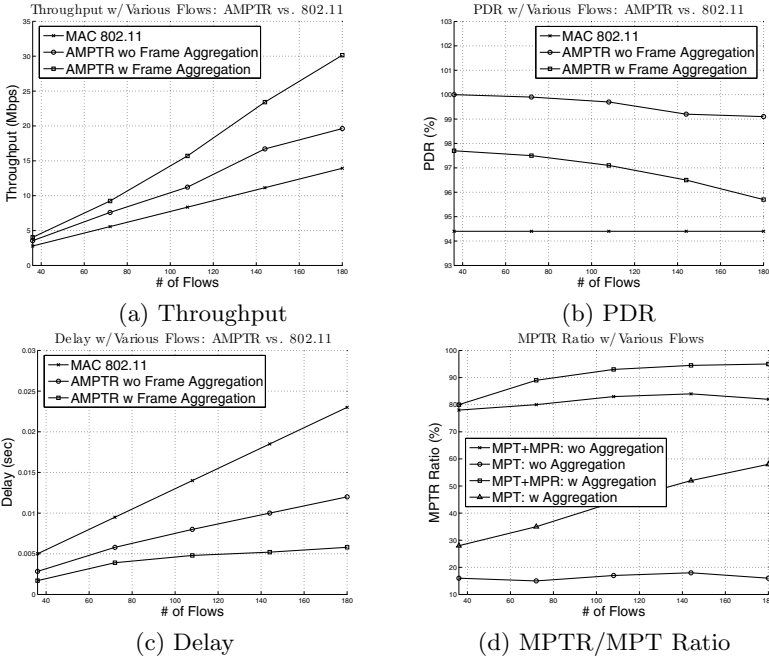 Throughput w/Various Flows: AMPTR vs. 802.11
35
30
25
20
15
10
5
0
Throughput (Mbps)
MAC 802.11
AMPTR wo Frame Aggregation
AMPTR w Frame Aggregation
40 60 80 100 120 140 160 180
# of Flows
(a) Throughput
PDR w/Various Flows: AMPTR vs. 802.11
103
102
101
100
99
98
97
96
95
94
93
PDR (%)
MAC 802.11
AMPTR wo Frame Aggregation
AMPTR w Frame Aggregation
40 60 80 100 120 140 160 180
# of Flows
(b) PDR
Delay w/Various Flows: AMPTR vs. 802.11
0.03
0.025
0.02
0.015
0.01
0.005
0
Delay (sec)
MAC 802.11
AMPTR wo Frame Aggregation
AMPTR w Frame Aggregation
40 60 80 100 120 140 160 180
# of Flows
(c) Delay
MPTR Ratio w/Various Flows
100
90
80
70
60
50
40
30
20
10
MPTR Ratio (%)
MPT+MPR: wo Aggregation
MPT: wo Aggregation
MPT+MPR: w Aggregation
MPT: w Aggregation
40 60 80 100 120 140 160 180
# of Flows
(d) MPTR/MPT Ratio